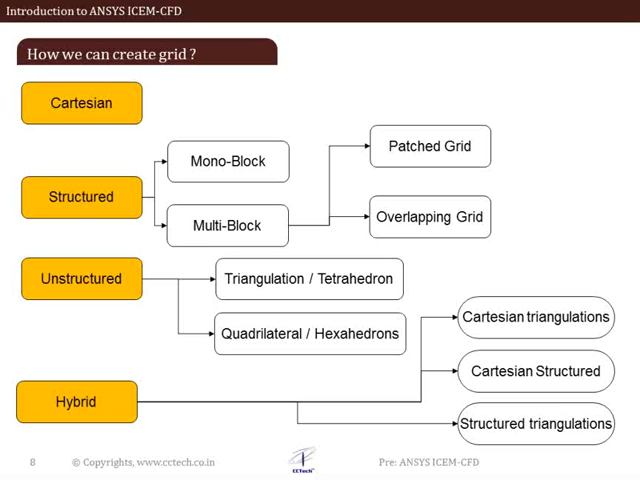 Introduction to ANSYS ICEM-CFD
How we can create grid ?
Cartesian
Structured
Mono-Block
Multi-Block
Patched Grid
Overlapping Grid
Unstructured
Triangulation / Tetrahedron
Quadrilateral / Hexahedrons
Hybrid
Cartesian triangulations
Cartesian Structured
Structured triangulations
8
© Copyrights, www.cctech.co.in
CCTech
Pre: ANSYS ICEM-CFD